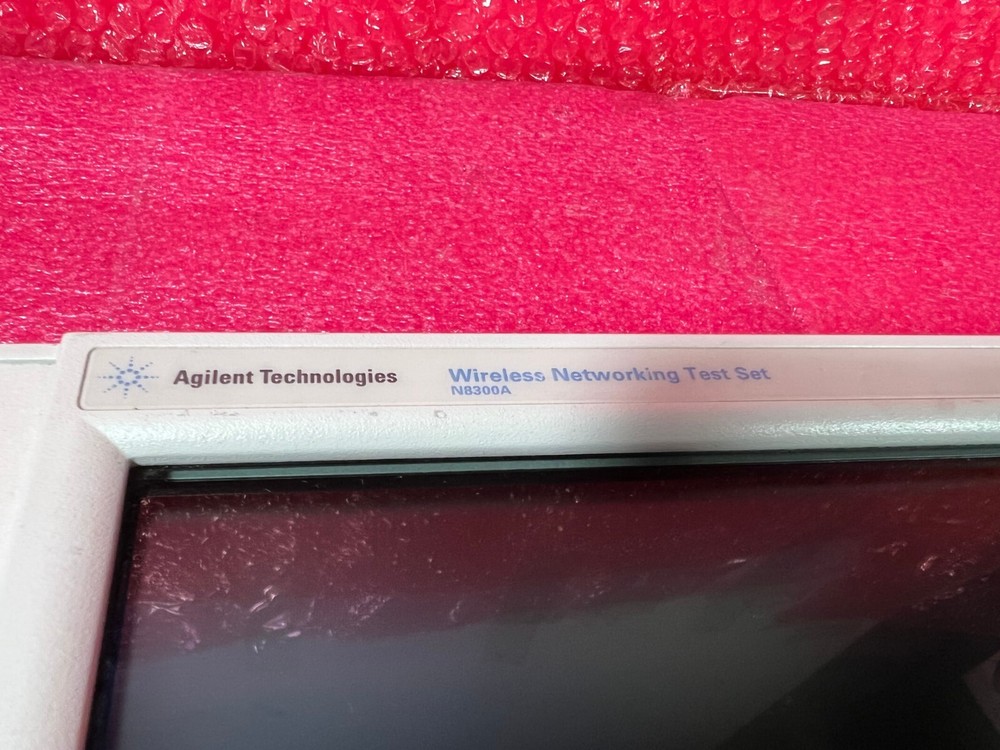 Agilent Technologies
Wireless Networking Test Set
N8300A